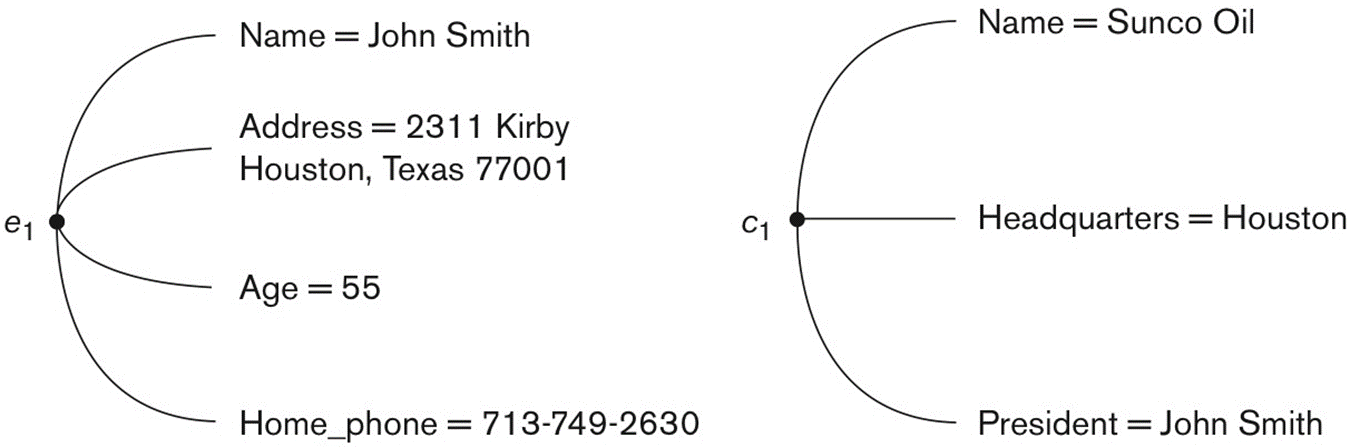 Name = John Smith
Address = 2311 Kirby
Houston, Texas 77001
e1
Age = 55
Home_phone = 713-749-2630
Name = Sunco Oil
c1
Headquarters = Houston
President = John Smith